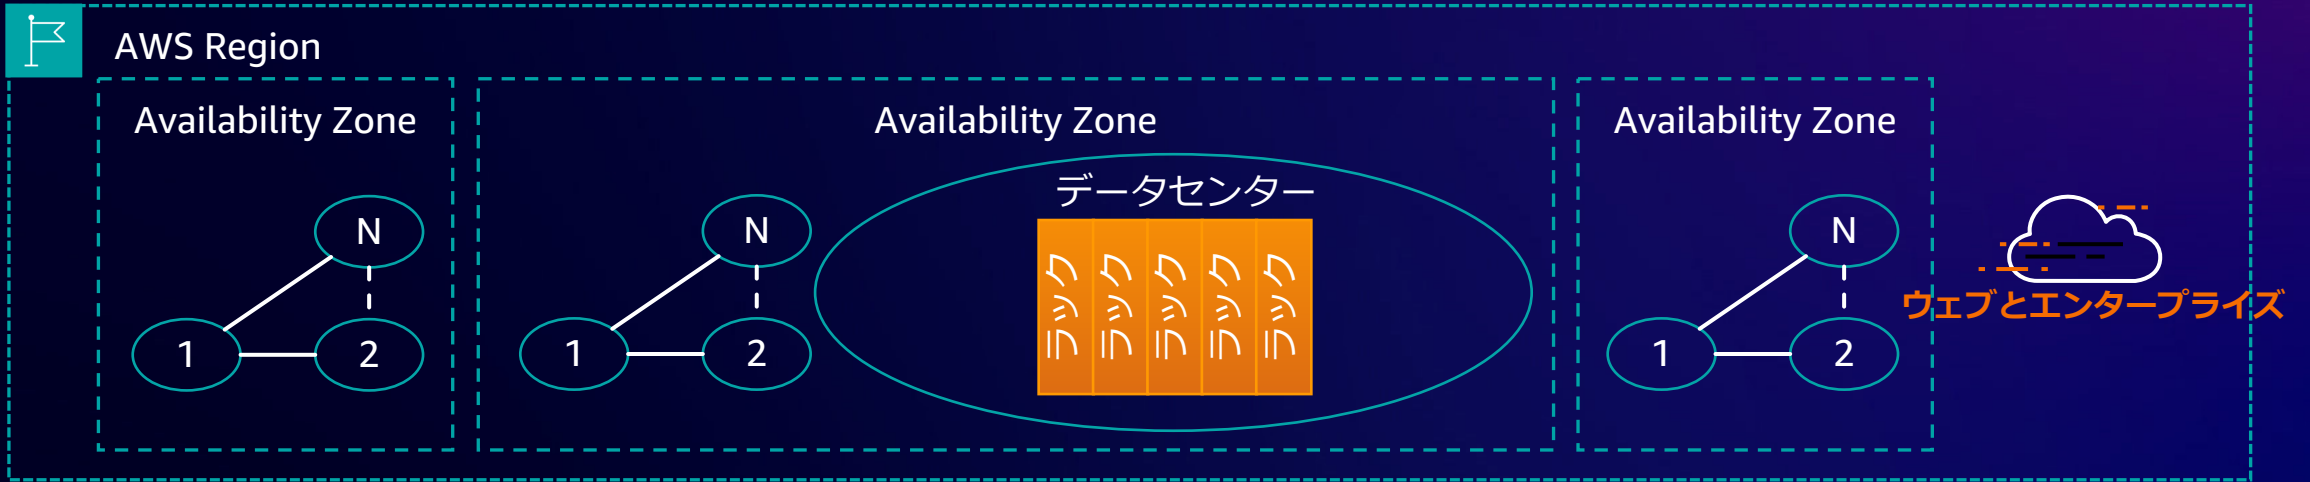 AWS Region
Availability Zone
N
1
2
Availability Zone
N
1
2
データセンター
ラック
ラック
ラック
ラック
ラック
Availability Zone
N
1
2
ウェブとエンタープライズ